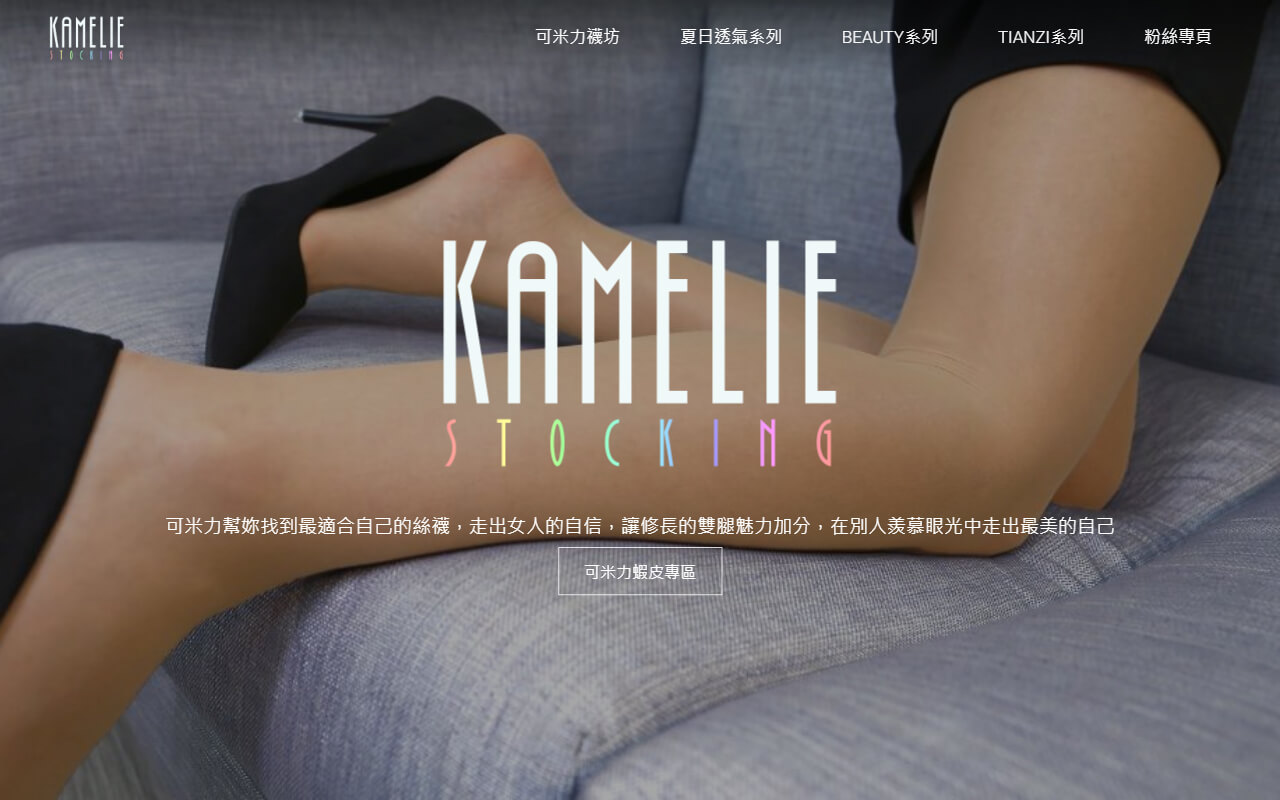 KAMELIE
STOCKING
可米力襪坊
夏日透氣系列
BEAUTY系列
TIANZI系列
粉絲專頁
KAMELIE
STOCKING
可米力幫妳找到最適合自己的絲襪，走出女人的自信，讓修長的雙腿魅力加分，在別人羨慕眼光中走出最美的自己
可米力蝦皮專區